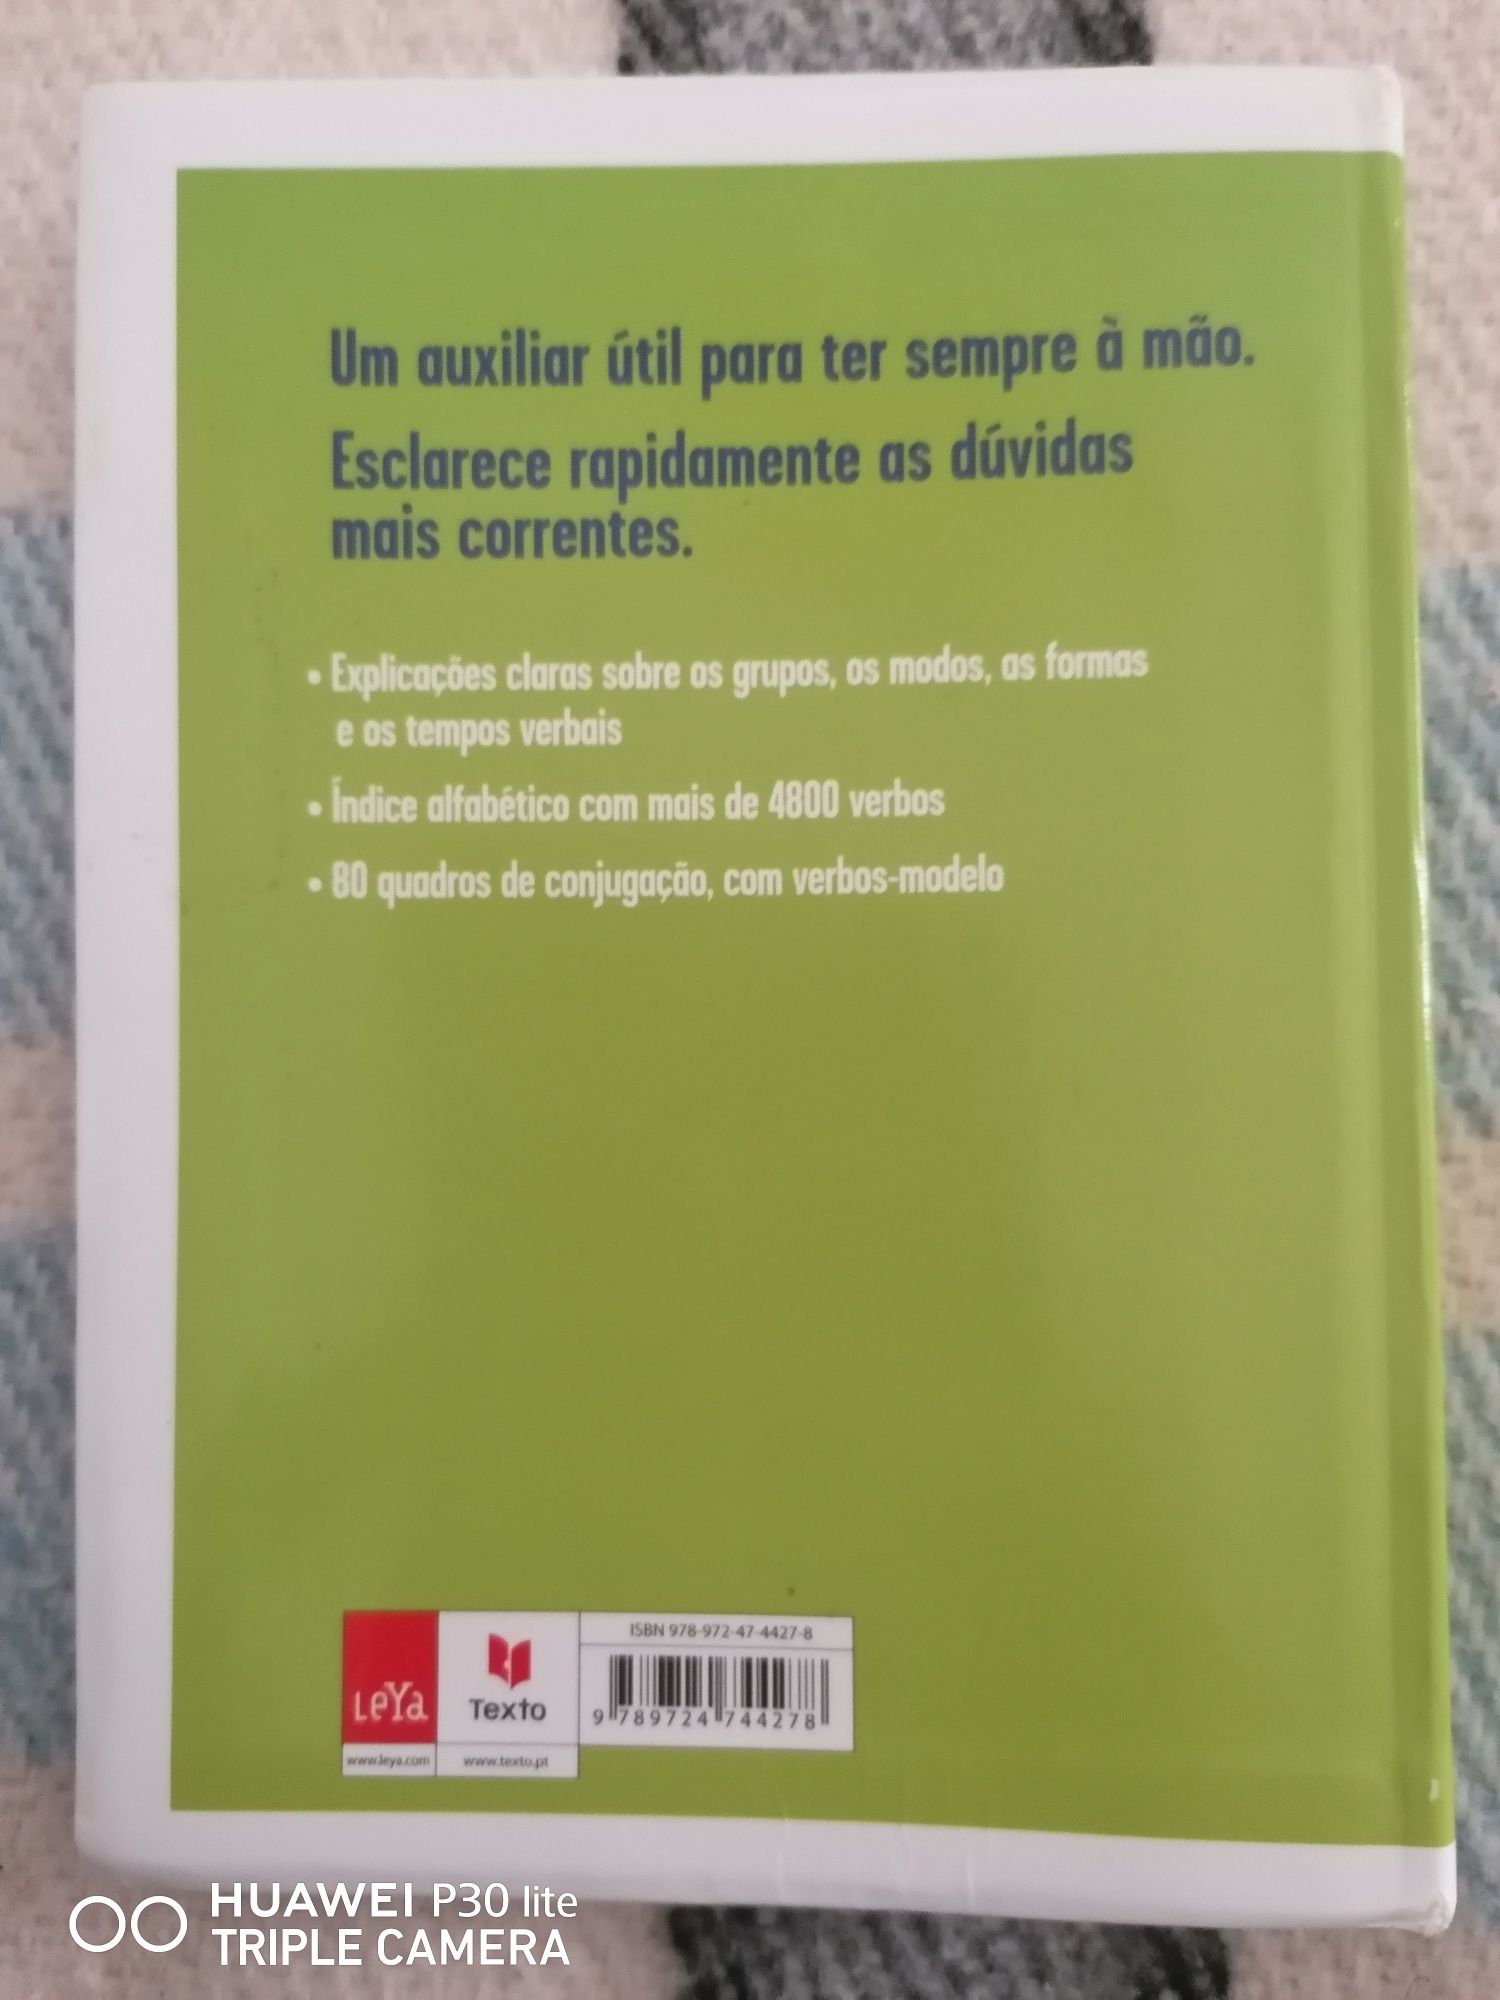 Um auxiliar útil para ter sempre à mão.
Esclarece rapidamente as dúvidas
mais correntes.
• Explicações claras sobre os grupos, os modos, as formas
e os tempos verbais
• Índice alfabético com mais de 4800 verbos
• 80 quadros de conjugação, com verbos-modelo
LeYa
www.leya.com
Texto
www.texto.pt
ISBN 978-972-47-4427-8
9 789724 744278
HUAWEI P30 lite
TRIPLE CAMERA